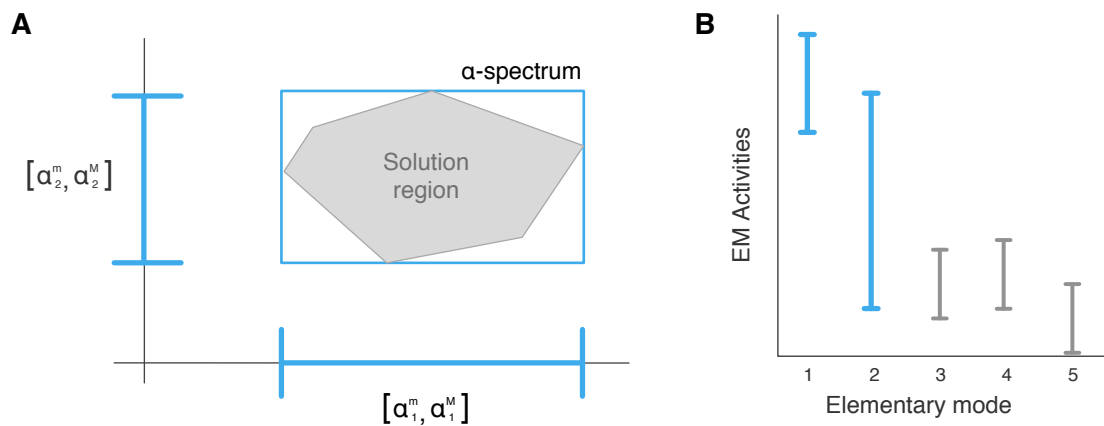 A
α-spectrum
Solution
region
[α₂ᵐ, α₂ᴹ]
[α₁ᵐ, α₁ᴹ]
B
EM Activities
1 2 3 4 5
Elementary mode